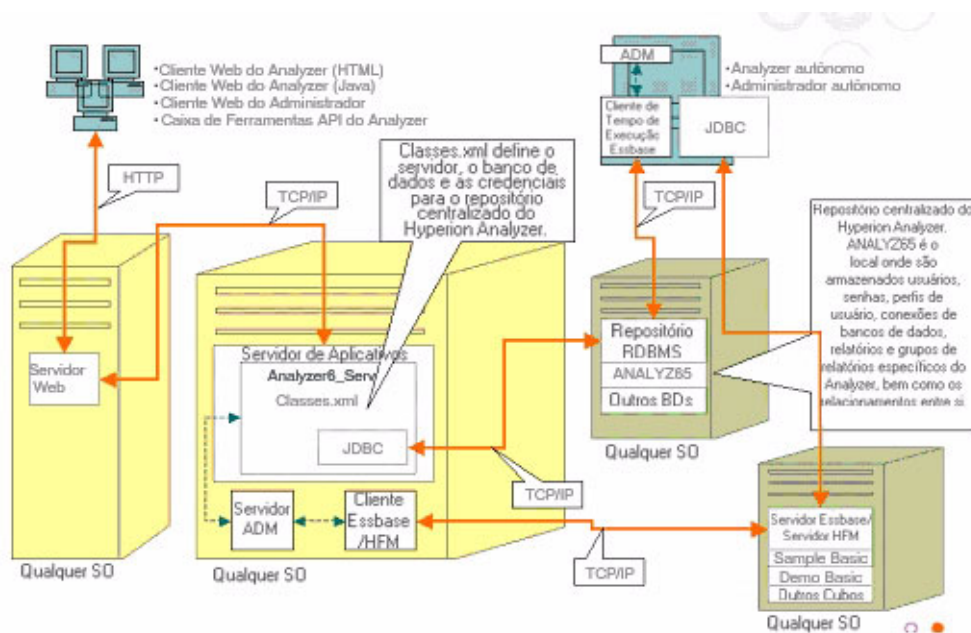 •Cliente Web do Analyzer (HTML)
•Cliente Web do Analyzer (Java)
•Cliente Web do Administrador
•Caixa de Ferramentas API do Analyzer
ADM
Cliente de
Tempo de
Execução
Essbase
JDBC
•Analyzer autônomo
•Administrador autônomo
HTTP
TCP/IP
Classes.xml define o
servidor, o banco de
dados e as credenciais
para o repositório
centralizado do
Hyperion Analyzer.
TCP/IP
Repositório centralizado do
Hyperion Analyzer.
ANALYZ65 é o
local onde são
armazenados usuários,
senhas, perfis de
usuário, conexões de
bancos de dados,
relatórios e grupos de
relatórios específicos do
Analyzer, bem como os
relacionamentos entre si
Servidor
Web
Qualquer SO
Servidor de Aplicativos
Analyzer6_Serv
Classes.xml
JDBC
Servidor
ADM
Cliente
Essbase
/HFM
Qualquer SO
Repositório
RDBMS
ANALYZ65
Outros BDs
Qualquer SO
TCP/IP
TCP/IP
Servidor Essbase/
Servidor HFM
Sample Basic
Demo Basic
Outros Cubos
Qualquer SO